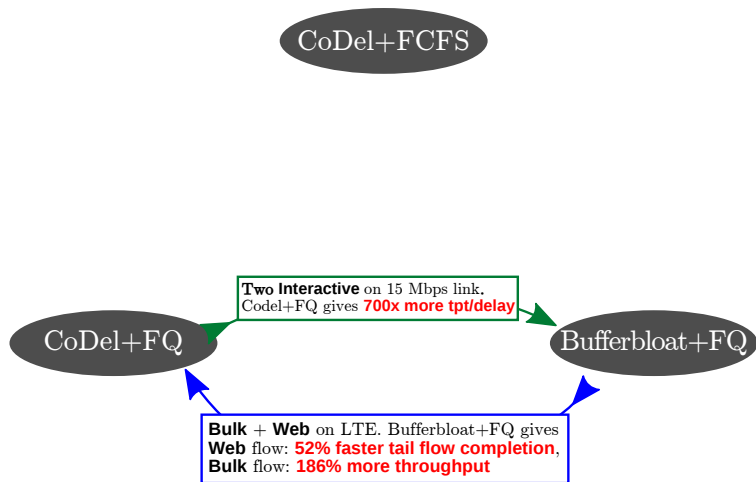 CoDel+FCFS
Two Interactive on 15 Mbps link.
Codel+FQ gives 700x more tpt/delay
CoDel+FQ
Bufferbloat+FQ
Bulk + Web on LTE. Bufferbloat+FQ gives
Web flow: 52% faster tail flow completion,
Bulk flow: 186% more throughput